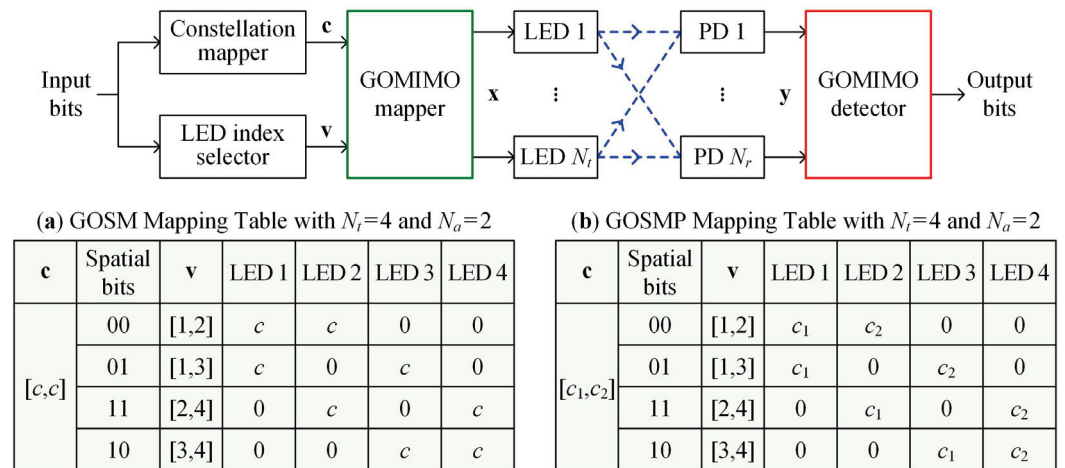 Input
bits
Constellation
mapper
c
LED index
selector
v
GOMIMO
mapper
x
LED 1
⋮
LED Nt
PD 1
⋮
PD Nr
y
GOMIMO
detector
Output
bits
(a) GOSM Mapping Table with Nt=4 and Na=2
c Spatial bits v LED 1 LED 2 LED 3 LED 4
[c,c]
00 [1,2] c c 0 0
01 [1,3] c 0 c 0
11 [2,4] 0 c 0 c
10 [3,4] 0 0 c c
(b) GOSMP Mapping Table with Nt=4 and Na=2
c Spatial bits v LED 1 LED 2 LED 3 LED 4
[c1,c2]
00 [1,2] c1 c2 0 0
01 [1,3] c1 0 c2 0
11 [2,4] 0 c1 0 c2
10 [3,4] 0 0 c1 c2